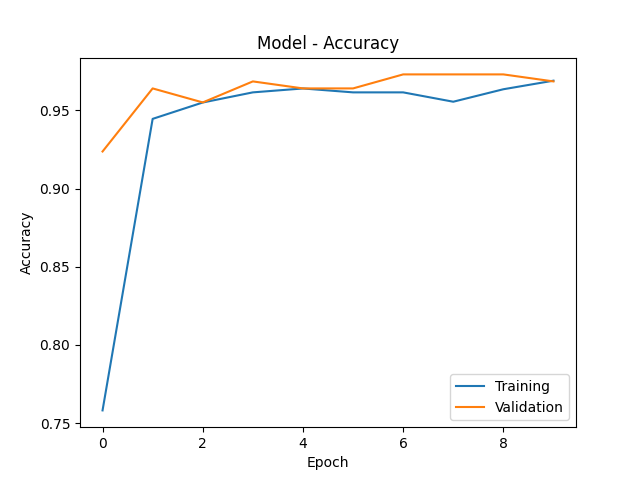 Model - Accuracy
Accuracy
0.95
0.90
0.85
0.80
0.75
0 2 4 6 8
Epoch
Training
Validation